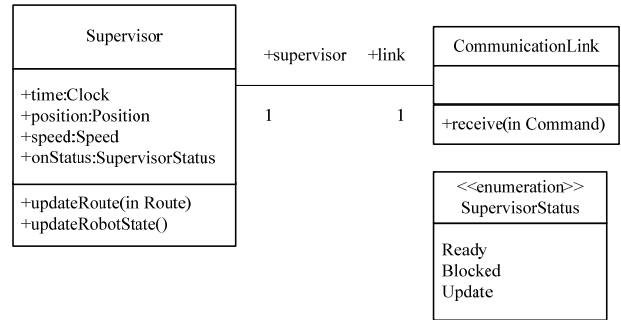 Supervisor
+time:Clock
+position:Position
+speed:Speed
+onStatus:SupervisorStatus
+updateRoute(in Route)
+updateRobotState()
+supervisor +link
1 1
CommunicationLink
+receive(in Command)
<<enumeration>>
SupervisorStatus
Ready
Blocked
Update